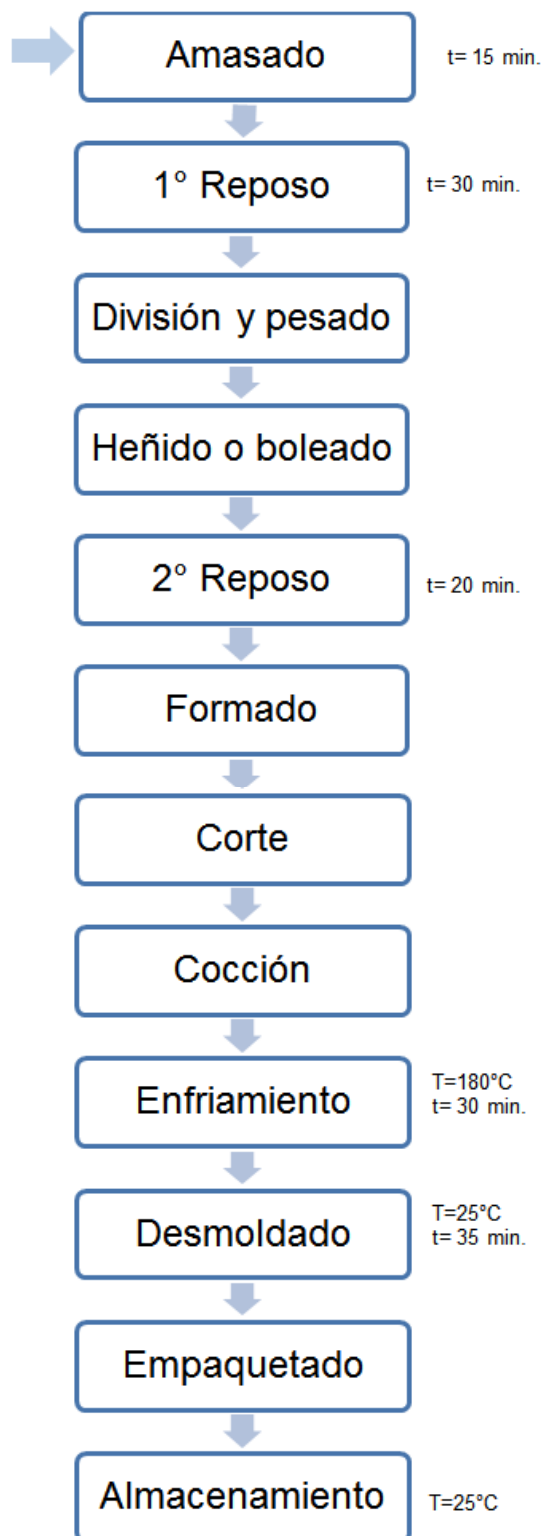 Amasado
t= 15 min.
1° Reposo
t= 30 min.
División y pesado
Heñido o boleado
2° Reposo
t= 20 min.
Formado
Corte
Cocción
Enfriamiento
T=180°C
t= 30 min.
Desmoldado
T=25°C
t= 35 min.
Empaquetado
Almacenamiento
T=25°C